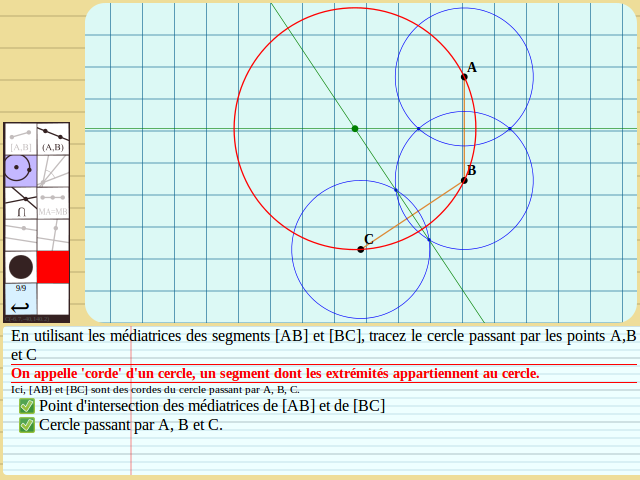 A
B
C
[A,B]
(A,B)
∩
MA=MB
9/9
En utilisant les médiatrices des segments [AB] et [BC], tracez le cercle passant par les points A,B
et C
On appelle 'corde' d'un cercle, un segment dont les extrémités appartiennent au cercle.
Ici, [AB] et [BC] sont des cordes du cercle passant par A, B, C.
Point d'intersection des médiatrices de [AB] et de [BC]
Cercle passant par A, B et C.